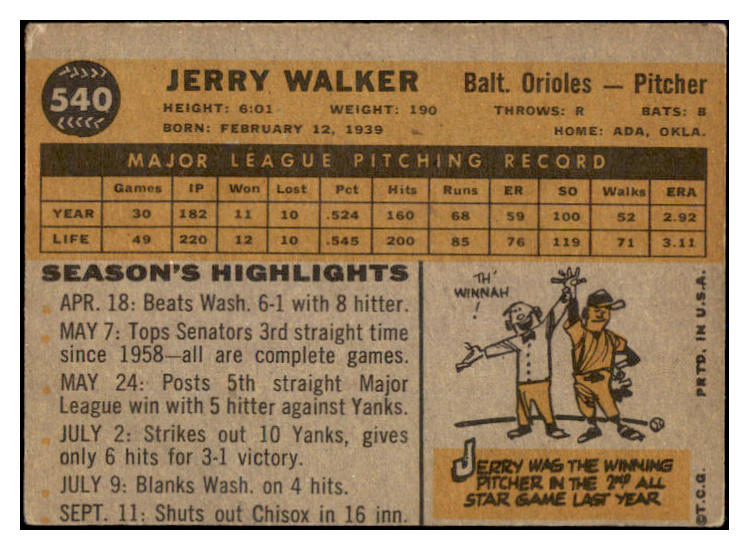 540
JERRY WALKER
Balt. Orioles — Pitcher
HEIGHT: 6:01 WEIGHT: 190 THROWS: R BATS: B
BORN: FEBRUARY 12, 1939 HOME: ADA, OKLA.
MAJOR LEAGUE PITCHING RECORD
Games IP Won Lost Pct Hits Runs ER SO Walks ERA
YEAR 30 182 11 10 .524 160 68 59 100 52 2.92
LIFE 49 220 12 10 .545 200 85 76 119 71 3.11
SEASON'S HIGHLIGHTS
APR. 18: Beats Wash. 6-1 with 8 hitter.
MAY 7: Tops Senators 3rd straight time
since 1958—all are complete games.
MAY 24: Posts 5th straight Major
League win with 5 hitter against Yanks.
JULY 2: Strikes out 10 Yanks, gives
only 6 hits for 3-1 victory.
JULY 9: Blanks Wash. on 4 hits.
SEPT. 11: Shuts out Chisox in 16 inn.
TH'
WINNAH
!
JERRY WAS THE WINNING
PITCHER IN THE 2ND ALL
STAR GAME LAST YEAR
©T.C.G. PRTD. IN U.S.A.